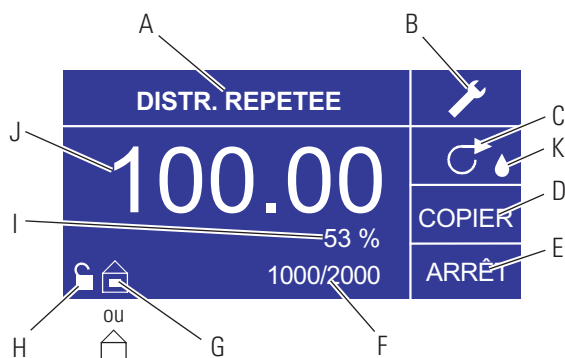 A
B
DISTR. REPETEE
C
J
K
100.00
D
I
COPIER
53 %
E
1000/2000
ARRÊT
ou
H
G
F